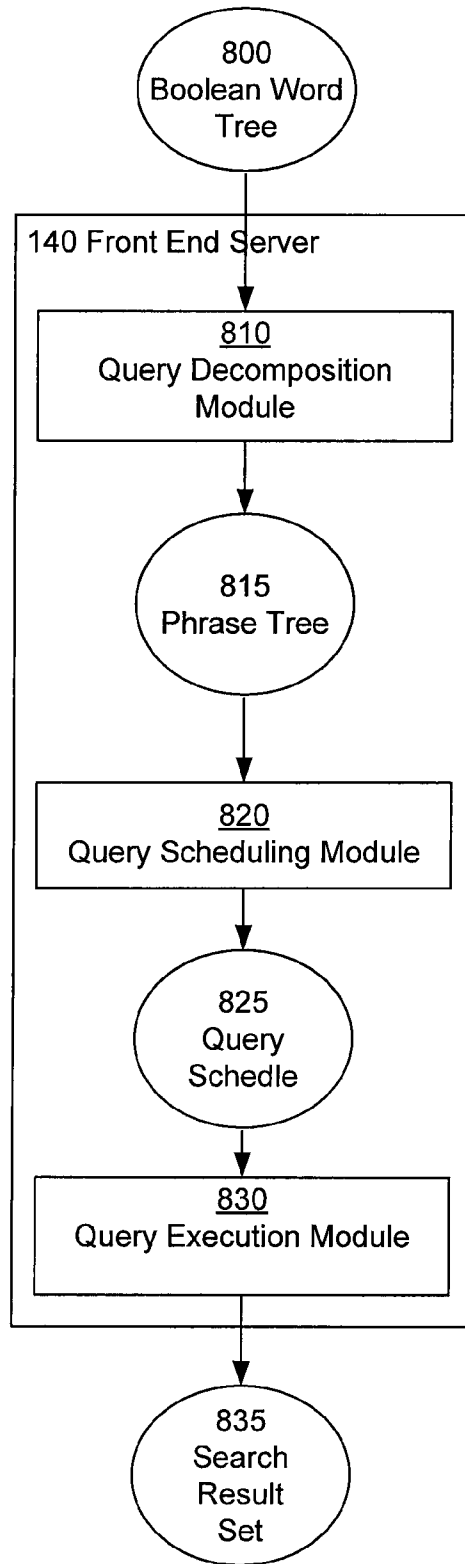 800
Boolean Word
Tree
140 Front End Server
810
Query Decomposition
Module
815
Phrase Tree
820
Query Scheduling Module
825
Query
Schedle
830
Query Execution Module
835
Search
Result
Set